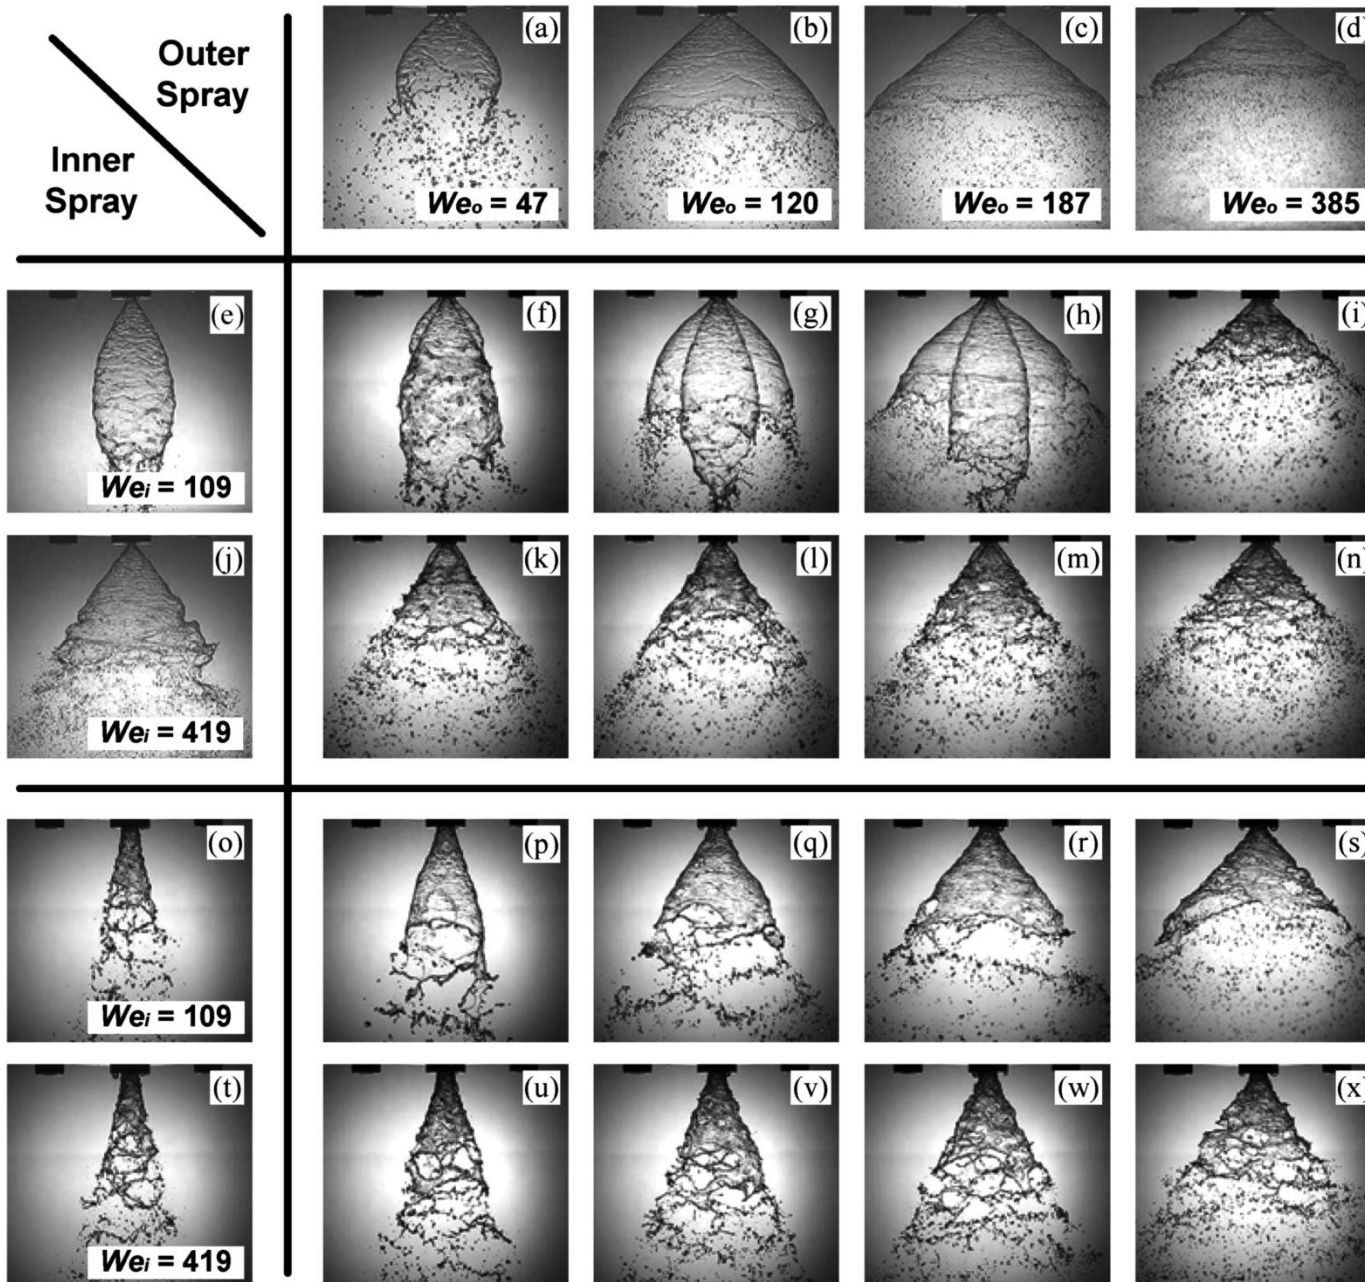 Outer
Spray
Inner
Spray
(a)
(b)
(c)
(d)
Weo = 47
Weo = 120
Weo = 187
Weo = 385
(e)
(f)
(g)
(h)
(i)
Wei = 109
(j)
(k)
(l)
(m)
(n)
Wei = 419
(o)
(p)
(q)
(r)
(s)
Wei = 109
(t)
(u)
(v)
(w)
(x)
Wei = 419